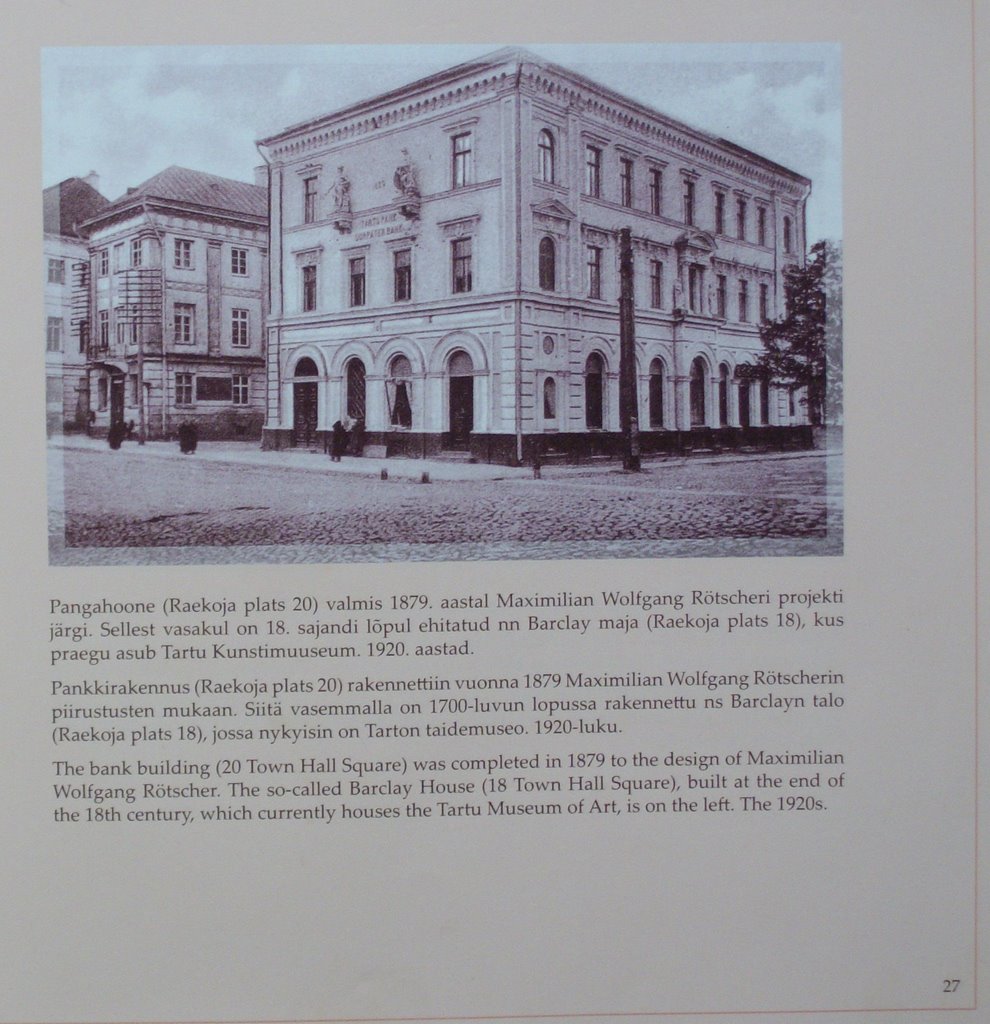 TARTU PANK
DORPATER BANK
Pangahoone (Raekoja plats 20) valmis 1879. aastal Maximilian Wolfgang Rötscheri projekti
järgi. Sellest vasakul on 18. sajandi lõpul ehitatud nn Barclay maja (Raekoja plats 18), kus
praegu asub Tartu Kunstimuuseum. 1920. aastad.
Pankkirakennus (Raekoja plats 20) rakennettiin vuonna 1879 Maximilian Wolfgang Rötscherin
piirustusten mukaan. Siitä vasemmalla on 1700-luvun lopussa rakennettu ns Barclayn talo
(Raekoja plats 18), jossa nykyisin on Tarton taidemuseo. 1920-luku.
The bank building (20 Town Hall Square) was completed in 1879 to the design of Maximilian
Wolfgang Rötscher. The so-called Barclay House (18 Town Hall Square), built at the end of
the 18th century, which currently houses the Tartu Museum of Art, is on the left. The 1920s.
27